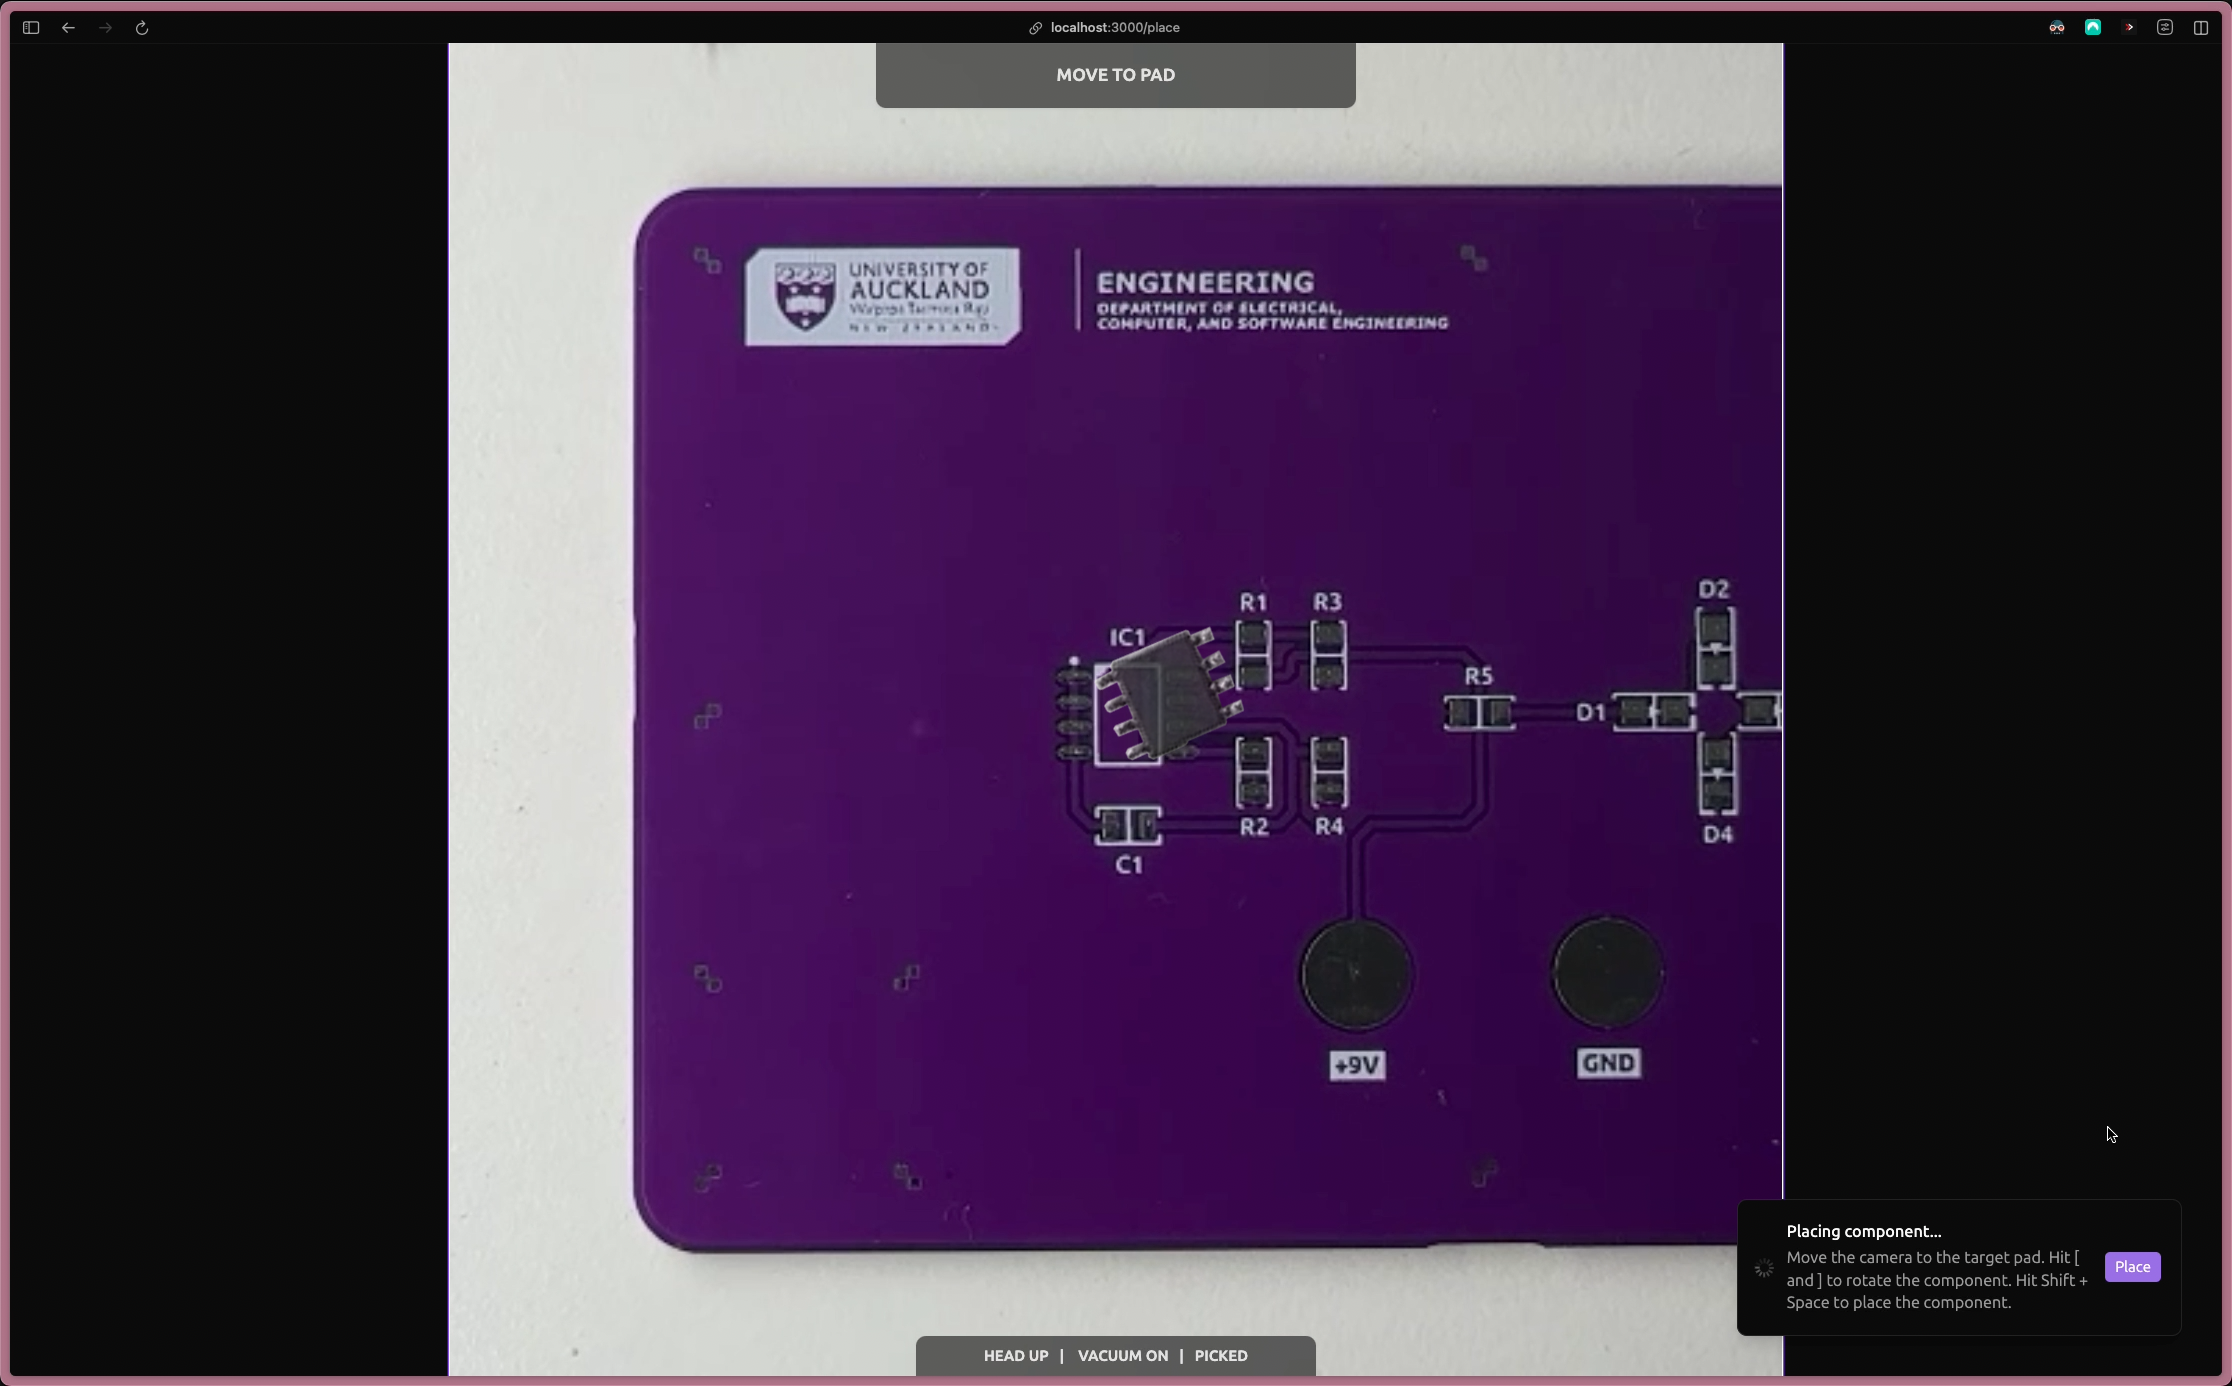 localhost:3000/place
MOVE TO PAD
UNIVERSITY OF
AUCKLAND
NEW ZEALAND
ENGINEERING
DEPARTMENT OF ELECTRICAL,
COMPUTER, AND SOFTWARE ENGINEERING
D2
R1
R3
IC1
R5
D1
R2
R4
D4
C1
+9V
GND
Placing component...
Move the camera to the target pad. Hit [
and ] to rotate the component. Hit Shift +
Space to place the component.
Place
HEAD UP | VACUUM ON | PICKED